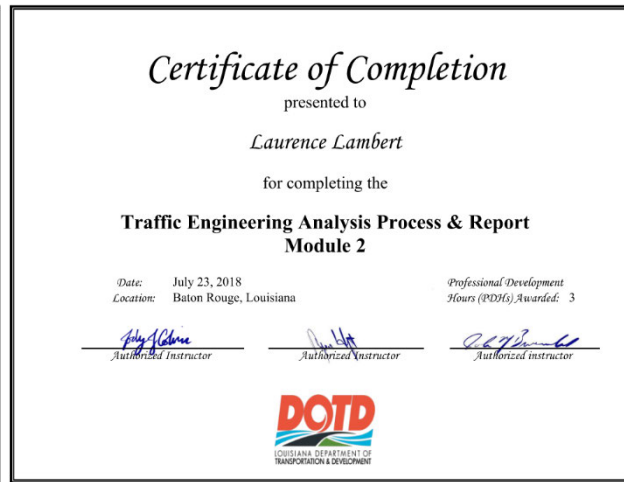 Certificate of Completion
presented to
Laurence Lambert
for completing the
Traffic Engineering Analysis Process & Report
Module 2
Date: July 23, 2018
Location: Baton Rouge, Louisiana
Professional Development
Hours (PDHs) Awarded: 3
Authorized Instructor
Authorized Instructor
Authorized instructor
DOTD
LOUISIANA DEPARTMENT OF
TRANSPORTATION & DEVELOPMENT